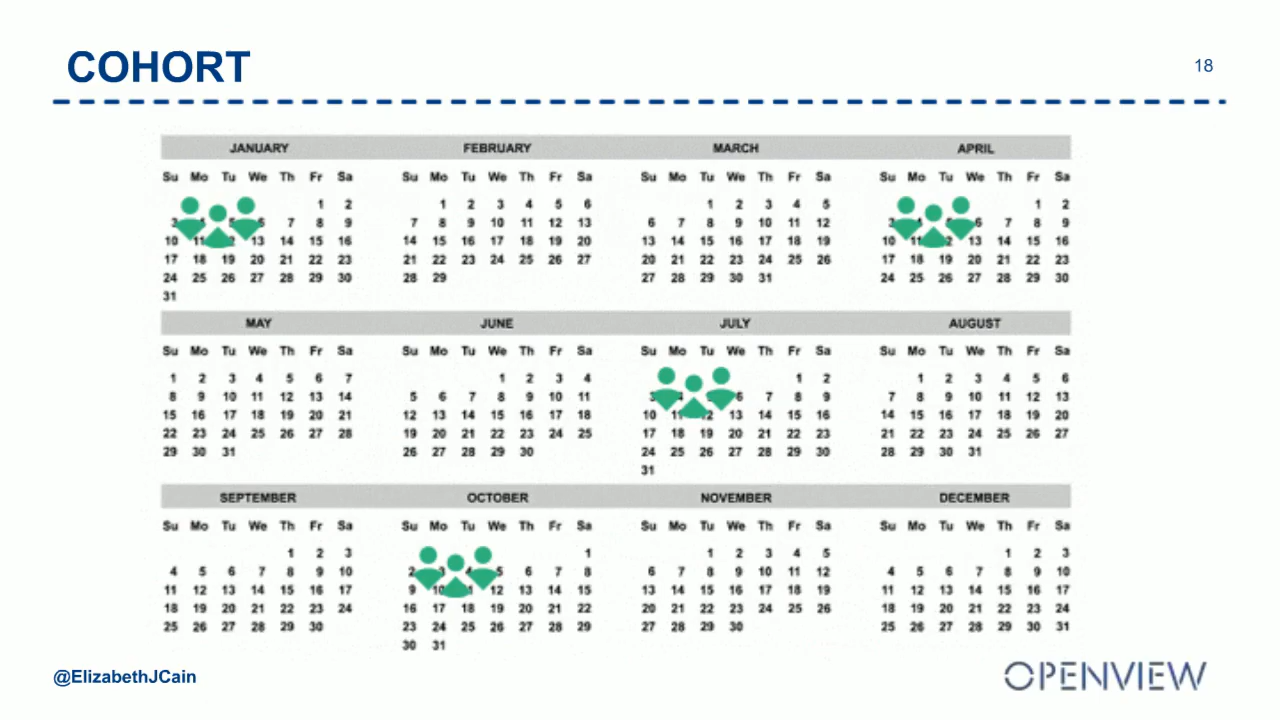 COHORT
18
JANUARY FEBRUARY MARCH APRIL
Su Mo Tu We Th Fr Sa Su Mo Tu We Th Fr Sa Su Mo Tu We Th Fr Sa Su Mo Tu We Th Fr Sa
1 2 1 2 3 4 5 6 1 2 3 4 5 1 2
3 4 5 6 7 8 9 7 8 9 10 11 12 13 6 7 8 9 10 11 12 3 4 5 6 7 8 9
10 11 12 13 14 15 16 14 15 16 17 18 19 20 13 14 15 16 17 18 19 10 11 12 13 14 15 16
17 18 19 20 21 22 23 21 22 23 24 25 26 27 20 21 22 23 24 25 26 17 18 19 20 21 22 23
24 25 26 27 28 29 30 28 29 27 28 29 30 31 24 25 26 27 28 29 30
31
MAY JUNE JULY AUGUST
Su Mo Tu We Th Fr Sa Su Mo Tu We Th Fr Sa Su Mo Tu We Th Fr Sa Su Mo Tu We Th Fr Sa
1 2 3 4 5 6 7 1 2 3 4 1 2 1 2 3 4 5 6
8 9 10 11 12 13 14 5 6 7 8 9 10 11 3 4 6 7 8 9 7 8 9 10 11 12 13
15 16 17 18 19 20 21 12 13 14 15 16 17 18 10 11 12 13 14 15 16 14 15 16 17 18 19 20
22 23 24 25 26 27 28 19 20 21 22 23 24 25 17 18 19 20 21 22 23 21 22 23 24 25 26 27
29 30 31 26 27 28 29 30 24 25 26 27 28 29 30 28 29 30 31
31
SEPTEMBER OCTOBER NOVEMBER DECEMBER
Su Mo Tu We Th Fr Sa Su Mo Tu We Th Fr Sa Su Mo Tu We Th Fr Sa Su Mo Tu We Th Fr Sa
1 2 3 1 1 2 3 4 5 1 2 3
4 5 6 7 8 9 10 2 3 4 5 6 7 8 6 7 8 9 10 11 12 4 5 6 7 8 9 10
11 12 13 14 15 16 17 9 10 11 12 13 14 15 13 14 15 16 17 18 19 11 12 13 14 15 16 17
18 19 20 21 22 23 24 16 17 18 19 20 21 22 20 21 22 23 24 25 26 18 19 20 21 22 23 24
25 26 27 28 29 30 23 24 25 26 27 28 29 27 28 29 30 25 26 27 28 29 30 31
30 31
@ElizabethJCain
OPENVIEW